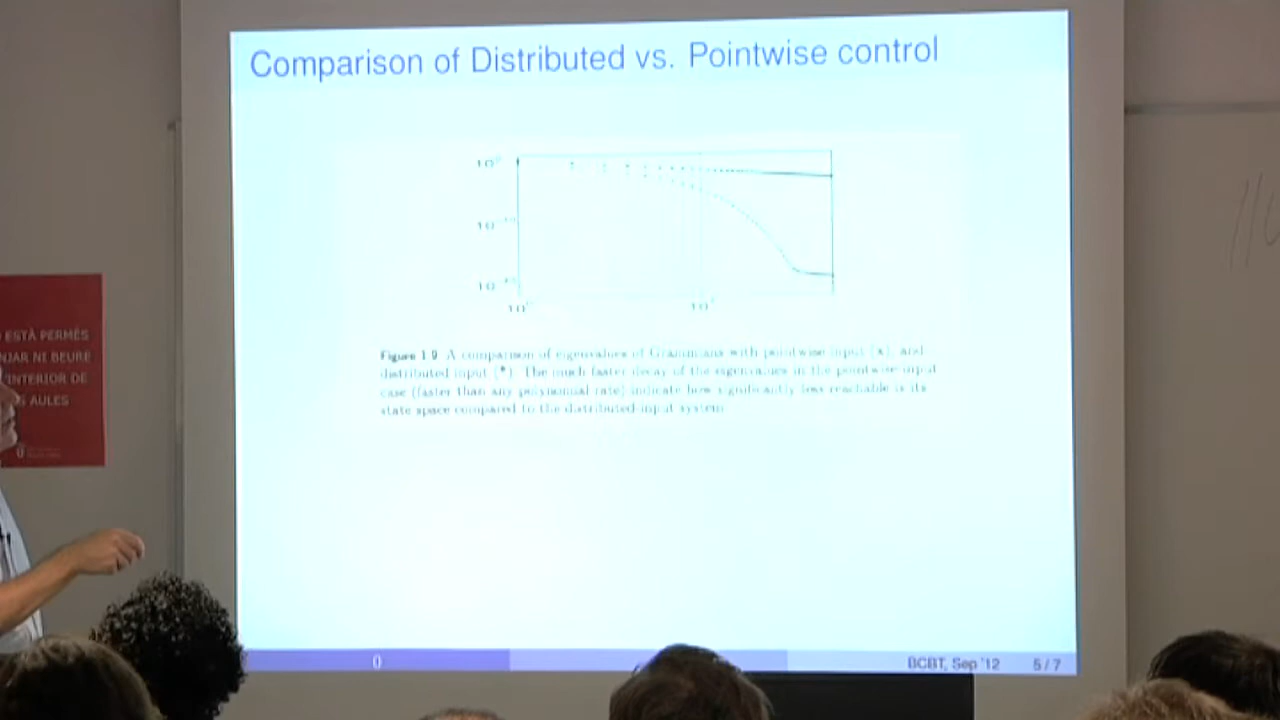 Comparison of Distributed vs. Pointwise control
10⁰
10⁻¹⁰
10
10⁰
10
Figure 1.9 A comparison of eigenvalues of Grammians with pointwise input (x), and
distributed input (*). The much faster decay of the eigenvalues in the pointwise input
case (faster than any polynomial rate) indicate how significantly less reachable is its
state space compared to the distributed input system
0
BCBT, Sep '12 5 / 7
ESTÀ PERMÈS
NJAR NI BEURE
'INTERIOR DE
S AULES